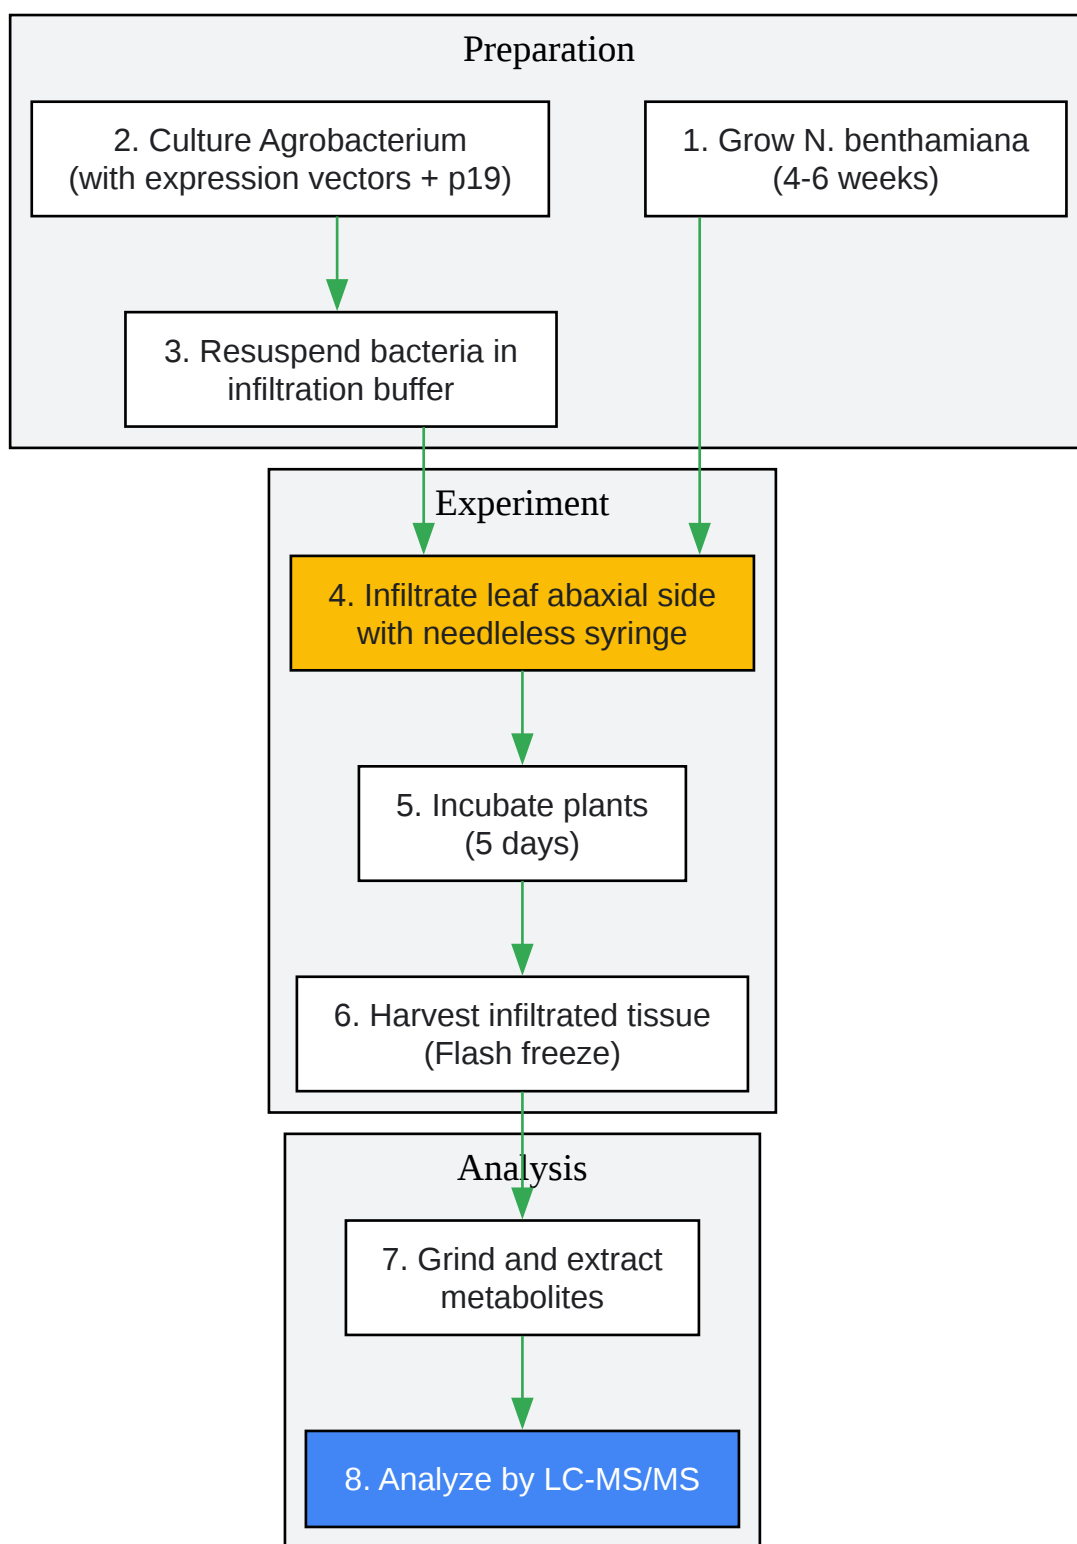 Preparation
2. Culture Agrobacterium
(with expression vectors + p19)
1. Grow N. benthamiana
(4-6 weeks)
3. Resuspend bacteria in
infiltration buffer
Experiment
4. Infiltrate leaf abaxial side
with needleless syringe
5. Incubate plants
(5 days)
6. Harvest infiltrated tissue
(Flash freeze)
Analysis
7. Grind and extract
metabolites
8. Analyze by LC-MS/MS